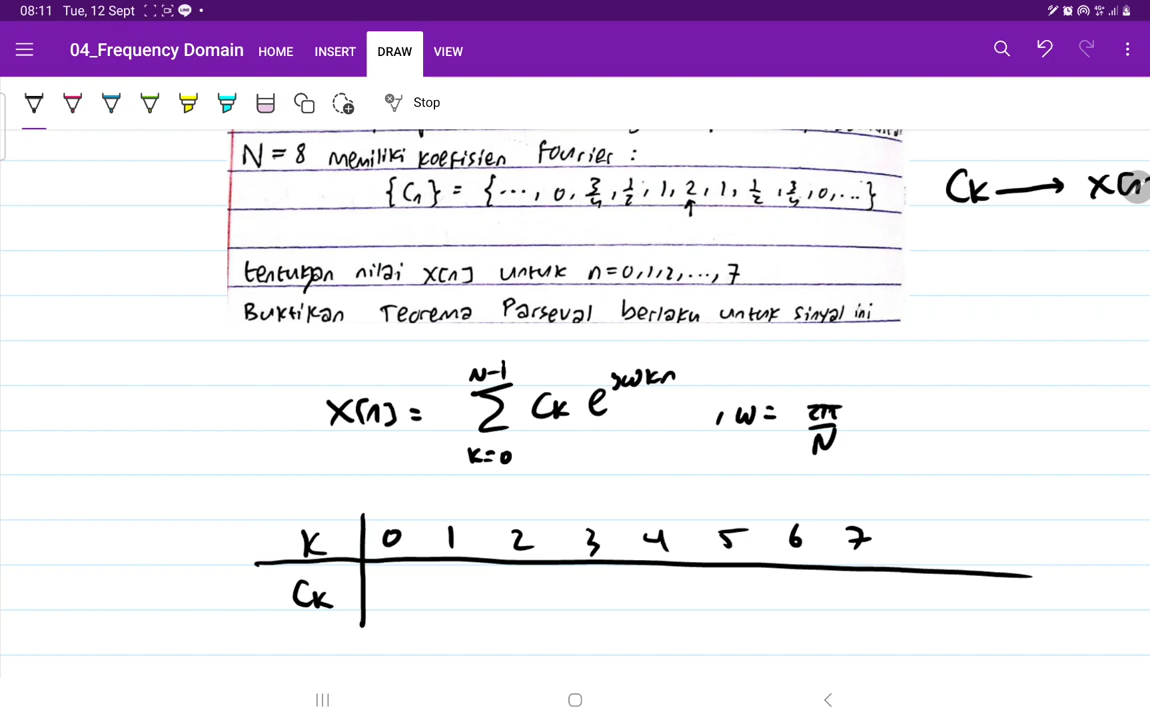 08:11 Tue, 12 Sept
04_Frequency Domain HOME INSERT DRAW VIEW
Stop
N = 8 memiliki koefisien fourier :
{Cn} = {..., 0, 3/4, 1/2, 1, 2, 1, 1/2, 3/4, 0, ..}
↑
Ck → x[n
tentukan nilai x[n] untuk n=0,1,2,...,7
Buktikan Teorema Parseval berlaku untuk sinyal ini
x[n] = N-1 Σ k=0 Ck e^jωkn , ω = 2π/N
K 0 1 2 3 4 5 6 7
Ck